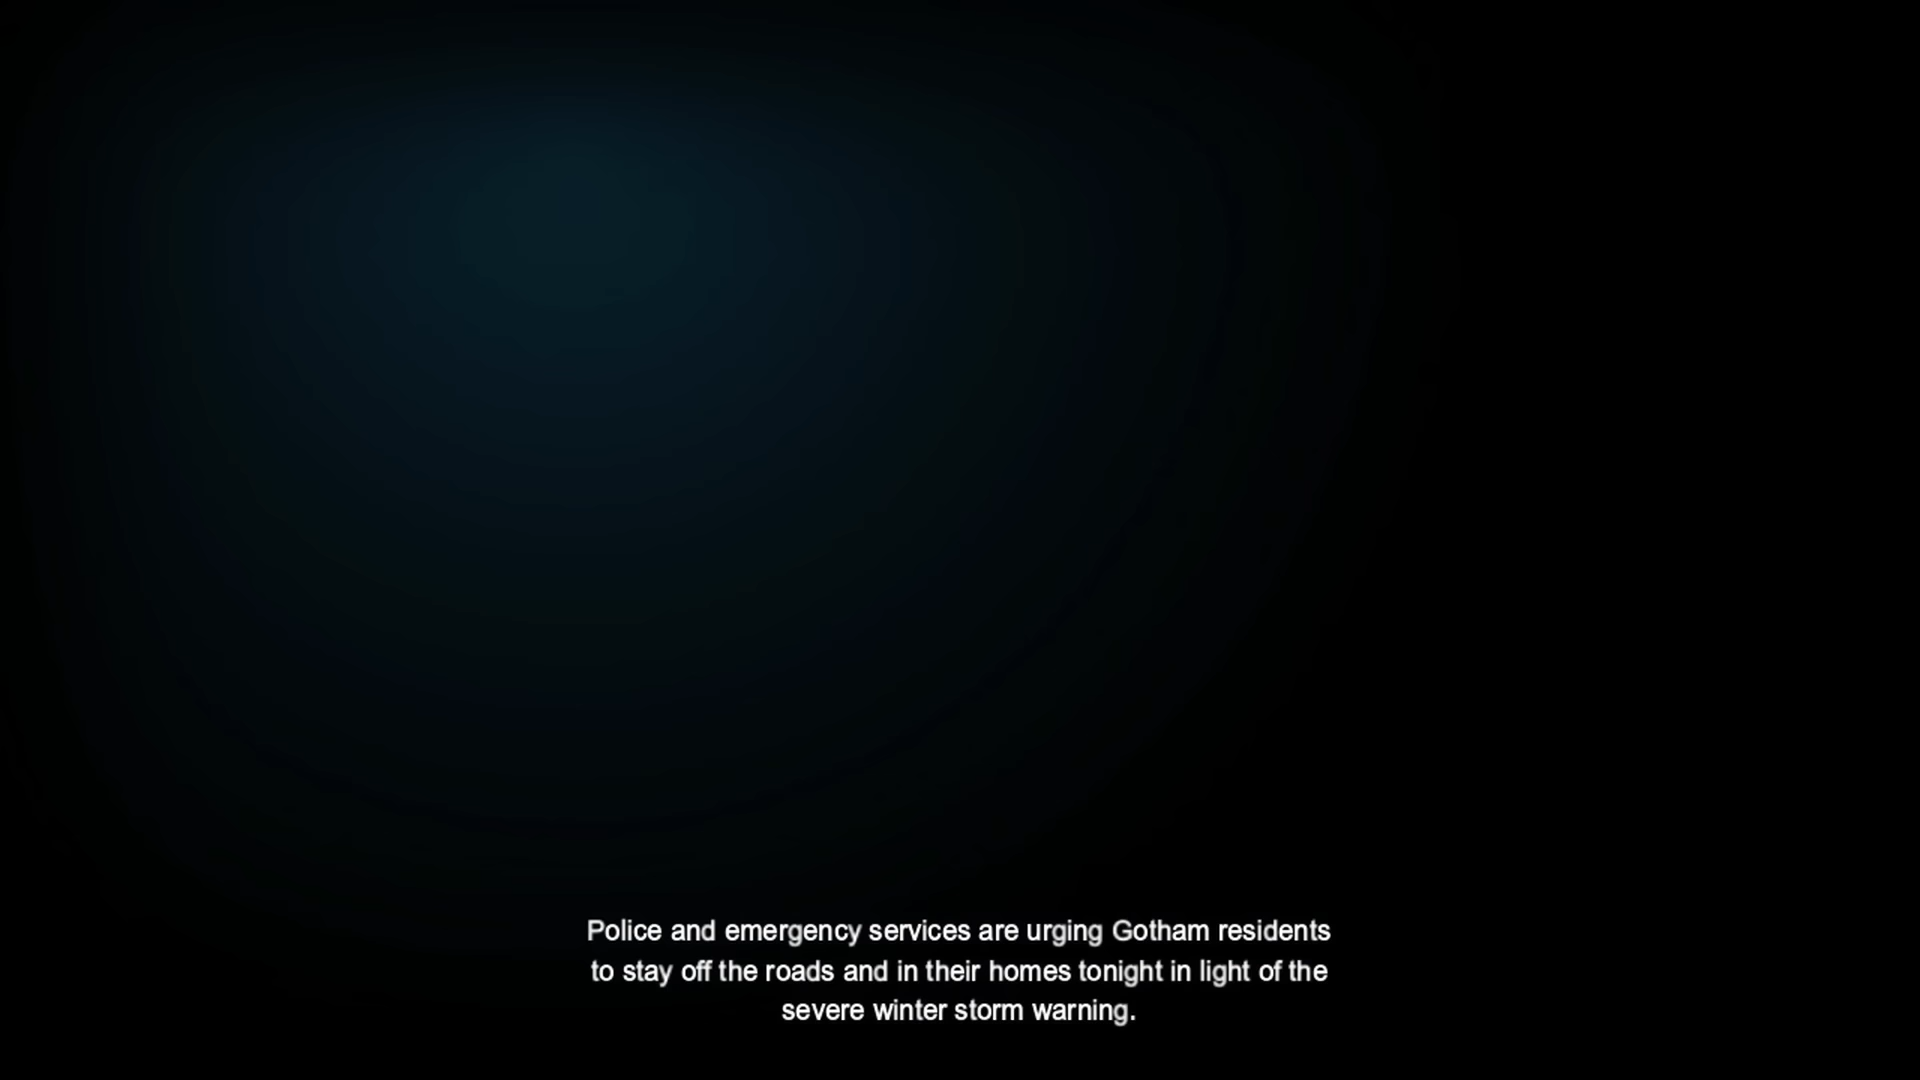 Police and emergency services are urging Gotham residents
to stay off the roads and in their homes tonight in light of the
severe winter storm warning.